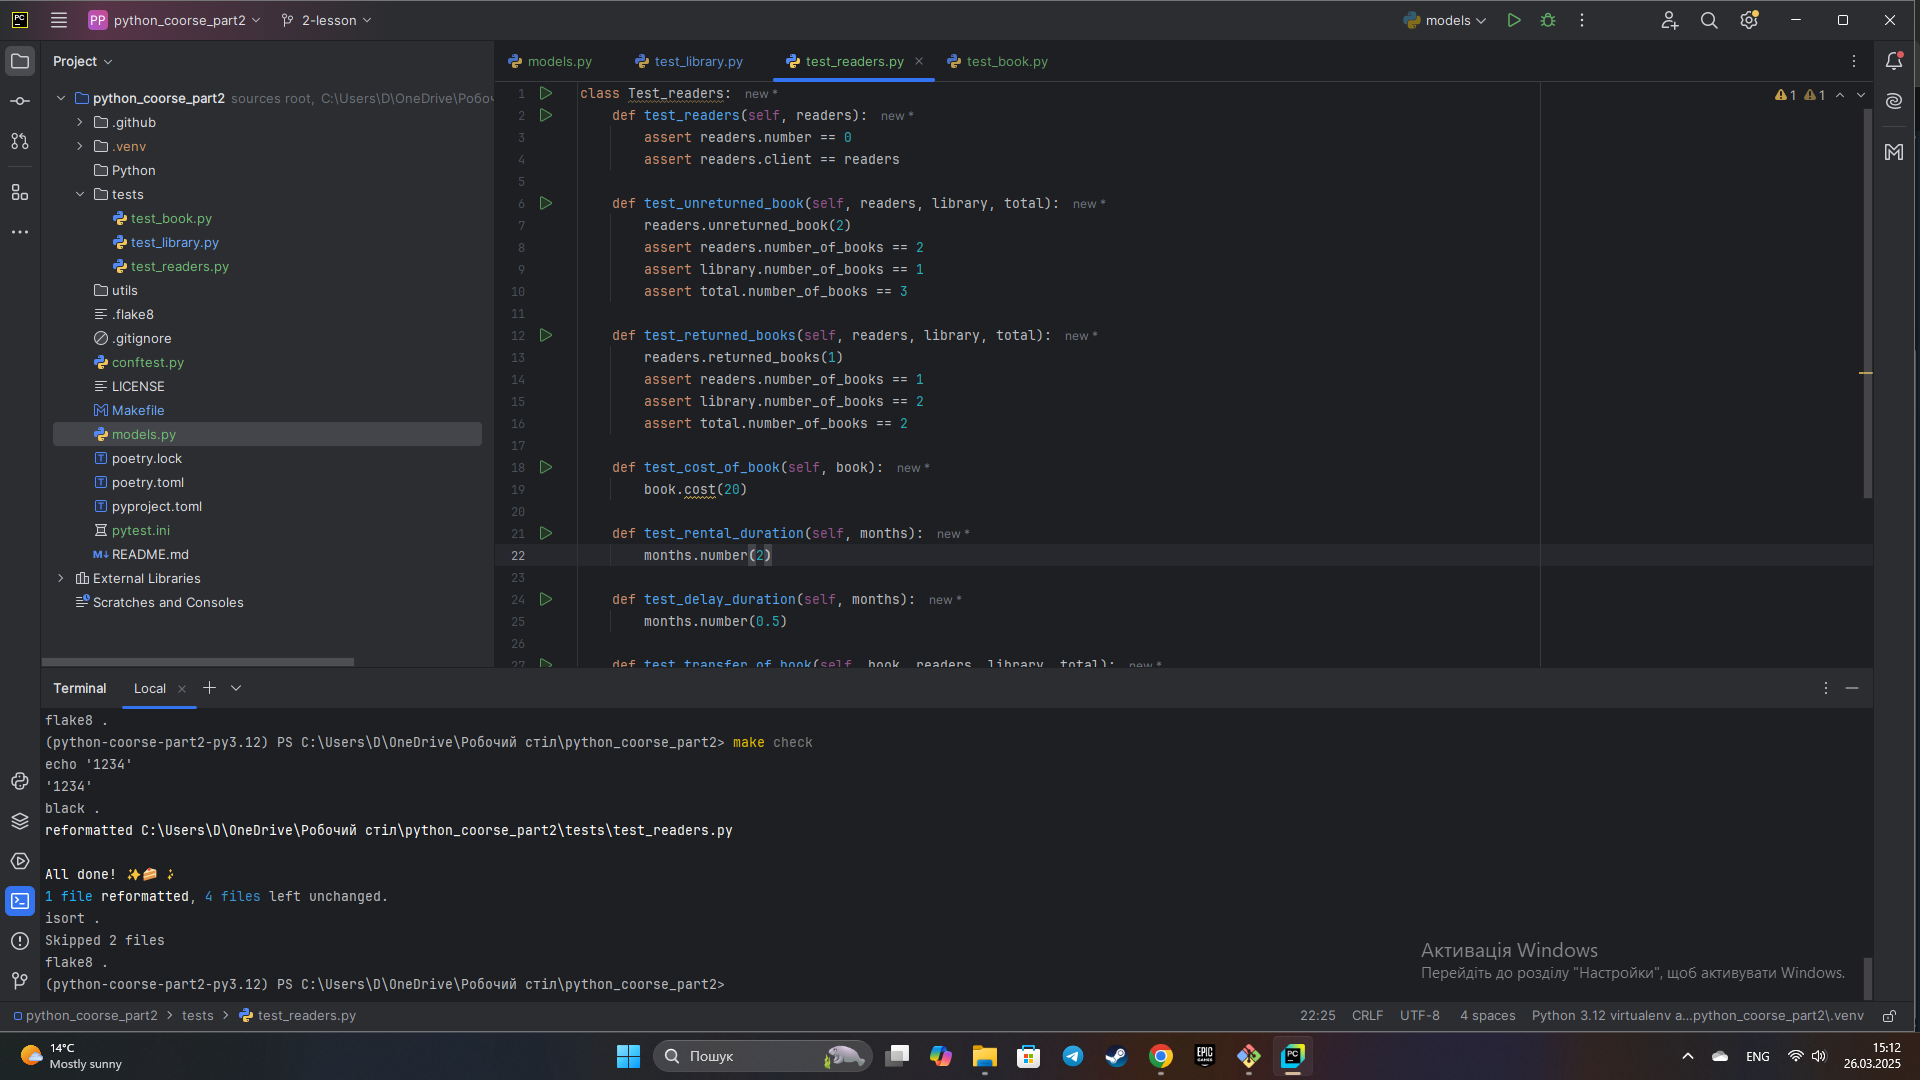 PC PP python_coorse_part2 2-lesson models
Project
models.py test_library.py test_readers.py test_book.py
python_coorse_part2 sources root, C:\Users\D\OneDrive\Робоч
.github
.venv
Python
tests
test_book.py
test_library.py
test_readers.py
utils
.flake8
.gitignore
conftest.py
LICENSE
Makefile
models.py
poetry.lock
poetry.toml
pyproject.toml
pytest.ini
README.md
External Libraries
Scratches and Consoles
1 class Test_readers: new *
2 def test_readers(self, readers): new *
3 assert readers.number == 0
4 assert readers.client == readers
5
6 def test_unreturned_book(self, readers, library, total): new *
7 readers.unreturned_book(2)
8 assert readers.number_of_books == 2
9 assert library.number_of_books == 1
10 assert total.number_of_books == 3
11
12 def test_returned_books(self, readers, library, total): new *
13 readers.returned_books(1)
14 assert readers.number_of_books == 1
15 assert library.number_of_books == 2
16 assert total.number_of_books == 2
17
18 def test_cost_of_book(self, book): new *
19 book.cost(20)
20
21 def test_rental_duration(self, months): new *
22 months.number(2)
23
24 def test_delay_duration(self, months): new *
25 months.number(0.5)
26
27 def test_transfer_of_book(self, book, readers, library, total): new *
1 1
Terminal Local
flake8 .
(python-coorse-part2-py3.12) PS C:\Users\D\OneDrive\Робочий стіл\python_coorse_part2> make check
echo '1234'
'1234'
black .
reformatted C:\Users\D\OneDrive\Робочий стіл\python_coorse_part2\tests\test_readers.py
All done! ✨🍰 ✨
1 file reformatted, 4 files left unchanged.
isort .
Skipped 2 files
flake8 .
(python-coorse-part2-py3.12) PS C:\Users\D\OneDrive\Робочий стіл\python_coorse_part2>
Активація Windows
Перейдіть до розділу "Настройки", щоб активувати Windows.
python_coorse_part2 > tests > test_readers.py
22:25 CRLF UTF-8 4 spaces Python 3.12 virtualenv a...python_coorse_part2\.venv
14°C
Mostly sunny
Пошук
EPIC GAMES
PC
ENG
15:12
26.03.2025